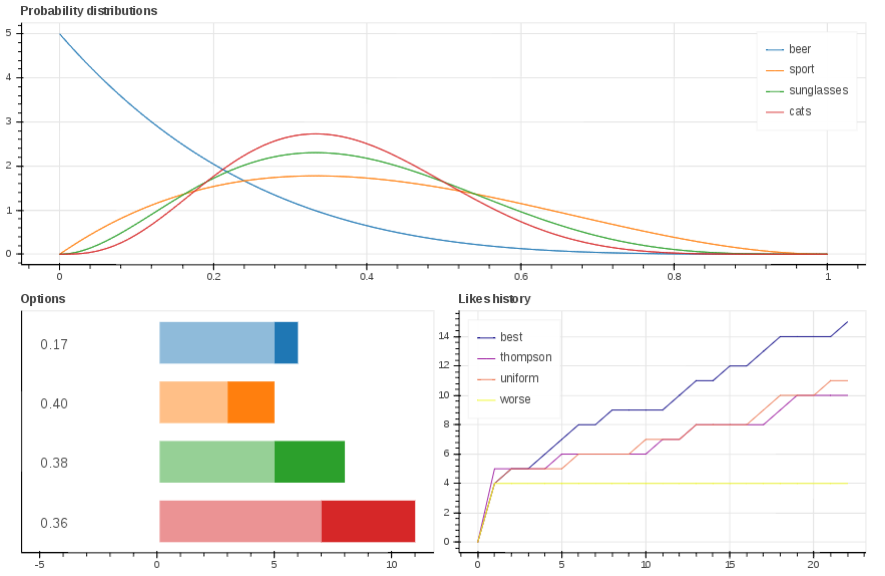 Probability distributions
5
4
3
2
1
0
0 0.2 0.4 0.6 0.8 1
beer
sport
sunglasses
cats
Options
0.17
0.40
0.38
0.36
-5 0 5 10
Likes history
14
12
10
8
6
4
2
0
0 5 10 15 20
best
thompson
uniform
worse